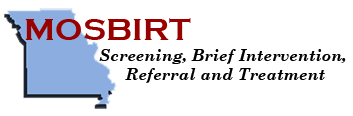 MOSBIRT
Screening, Brief Intervention,
Referral and Treatment